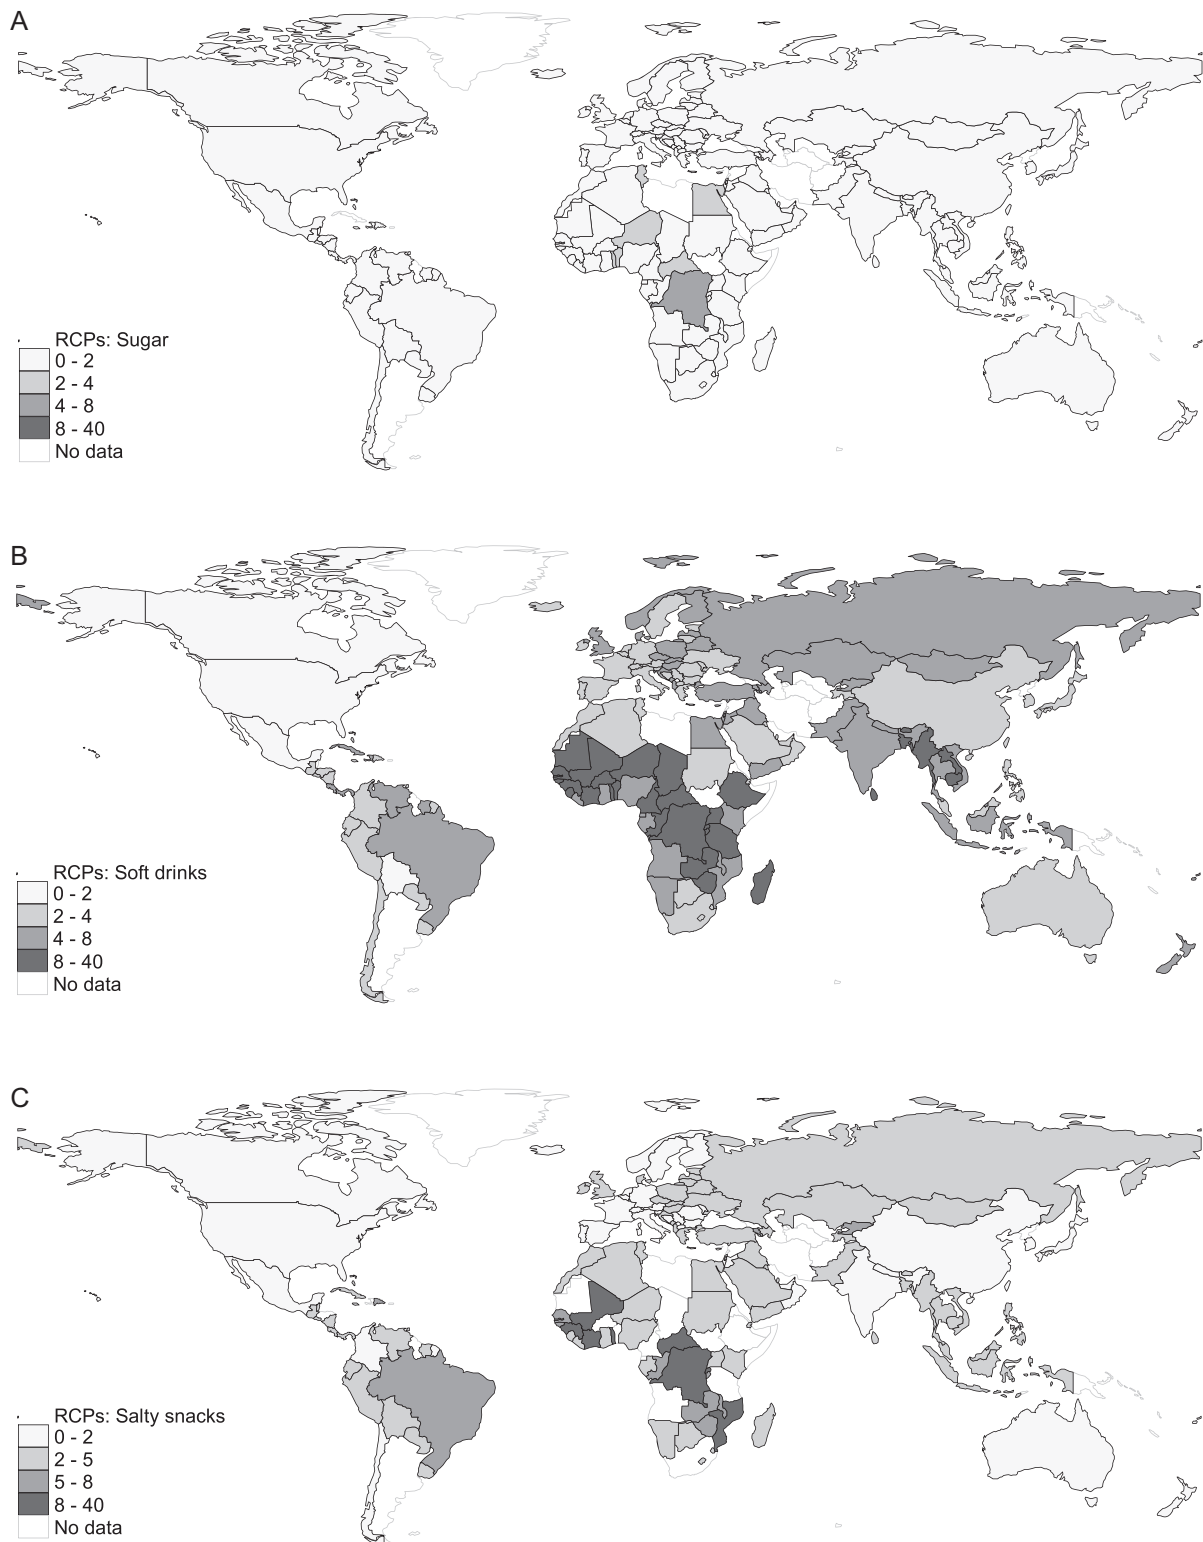 A
RCPs: Sugar
0 - 2
2 - 4
4 - 8
8 - 40
No data
B
RCPs: Soft drinks
0 - 2
2 - 4
4 - 8
8 - 40
No data
C
RCPs: Salty snacks
0 - 2
2 - 5
5 - 8
8 - 40
No data